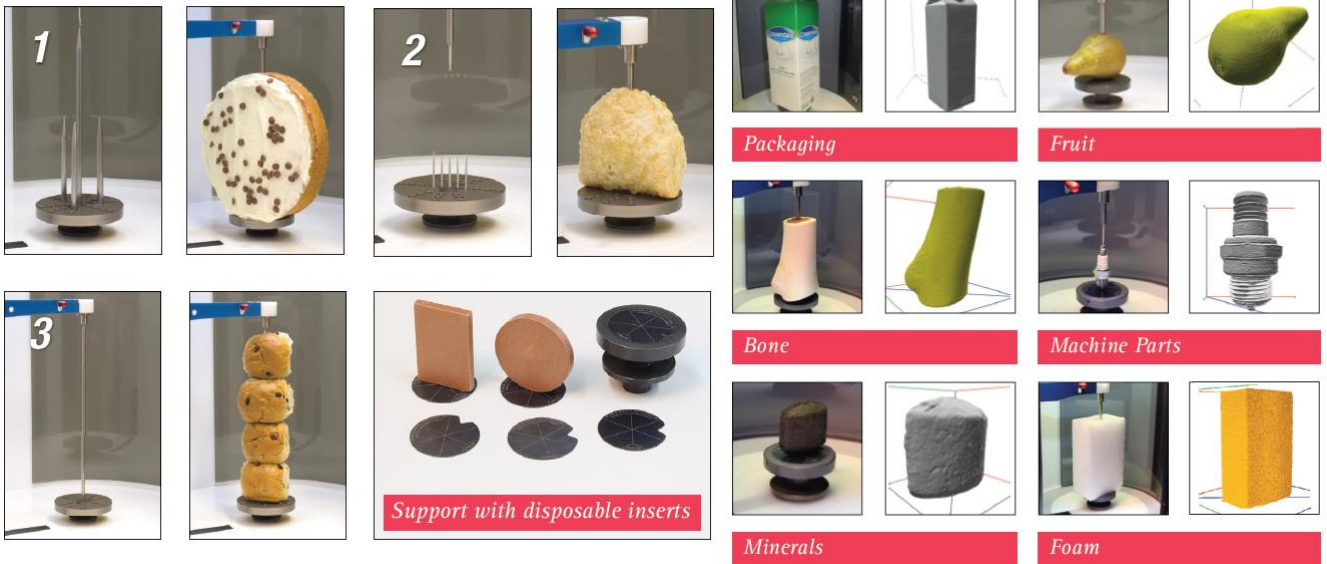 1
2
3
Support with disposable inserts
Packaging
Fruit
Bone
Machine Parts
Minerals
Foam